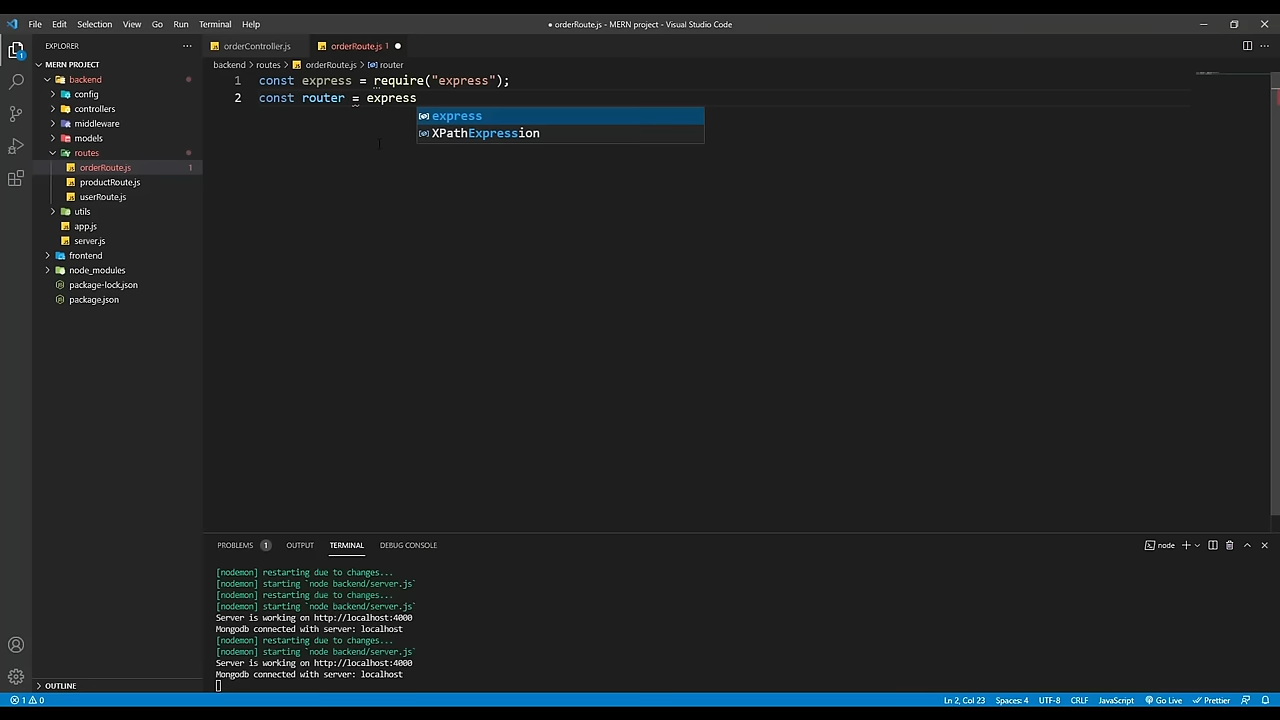 File Edit Selection View Go Run Terminal Help
● orderRoute.js - MERN project - Visual Studio Code
EXPLORER
MERN PROJECT
backend
config
controllers
middleware
models
routes
orderRoute.js 1
productRoute.js
userRoute.js
utils
app.js
server.js
frontend
node_modules
package-lock.json
package.json
OUTLINE
orderController.js orderRoute.js 1
backend > routes > orderRoute.js > router
1 const express = require("express");
2 const router = express
express
XPathExpression
PROBLEMS 1 OUTPUT TERMINAL DEBUG CONSOLE
node
[nodemon] restarting due to changes...
[nodemon] starting `node backend/server.js`
[nodemon] restarting due to changes...
[nodemon] starting `node backend/server.js`
Server is working on http://localhost:4000
Mongodb connected with server: localhost
[nodemon] restarting due to changes...
[nodemon] starting `node backend/server.js`
Server is working on http://localhost:4000
Mongodb connected with server: localhost
1 0
Ln 2, Col 23 Spaces: 4 UTF-8 CRLF JavaScript Go Live Prettier